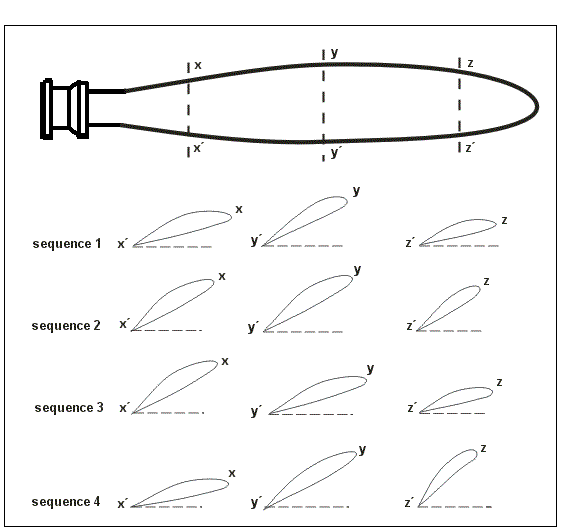 x y z
x´ y´ z´
x y z
sequence 1 x´ y´ z´
x y z
sequence 2 x´ y´ z´
x y z
sequence 3 x´ y´ z´
x y z
sequence 4 x´ y´ z´